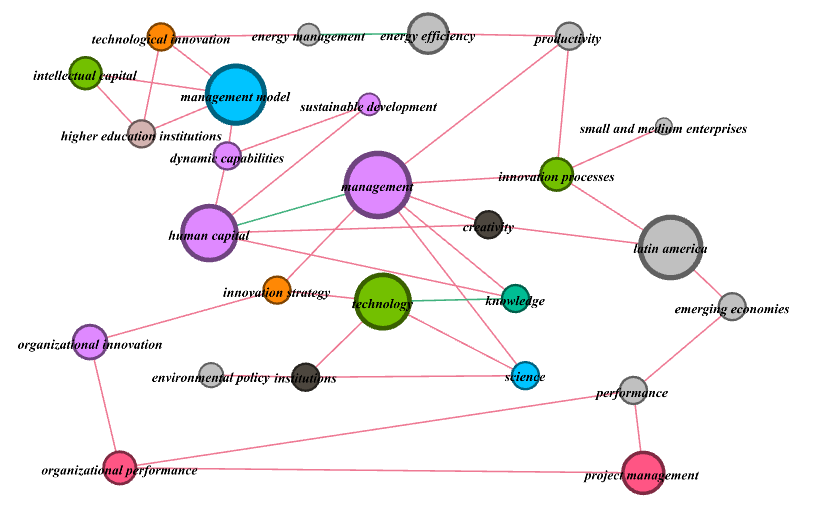 technological innovation
energy management
energy efficiency
productivity
intellectual capital
management model
sustainable development
higher education institutions
small and medium enterprises
dynamic capabilities
management
innovation processes
human capital
creativity
latin america
innovation strategy
technology
knowledge
emerging economies
organizational innovation
environmental policy
institutions
science
performance
organizational performance
project management